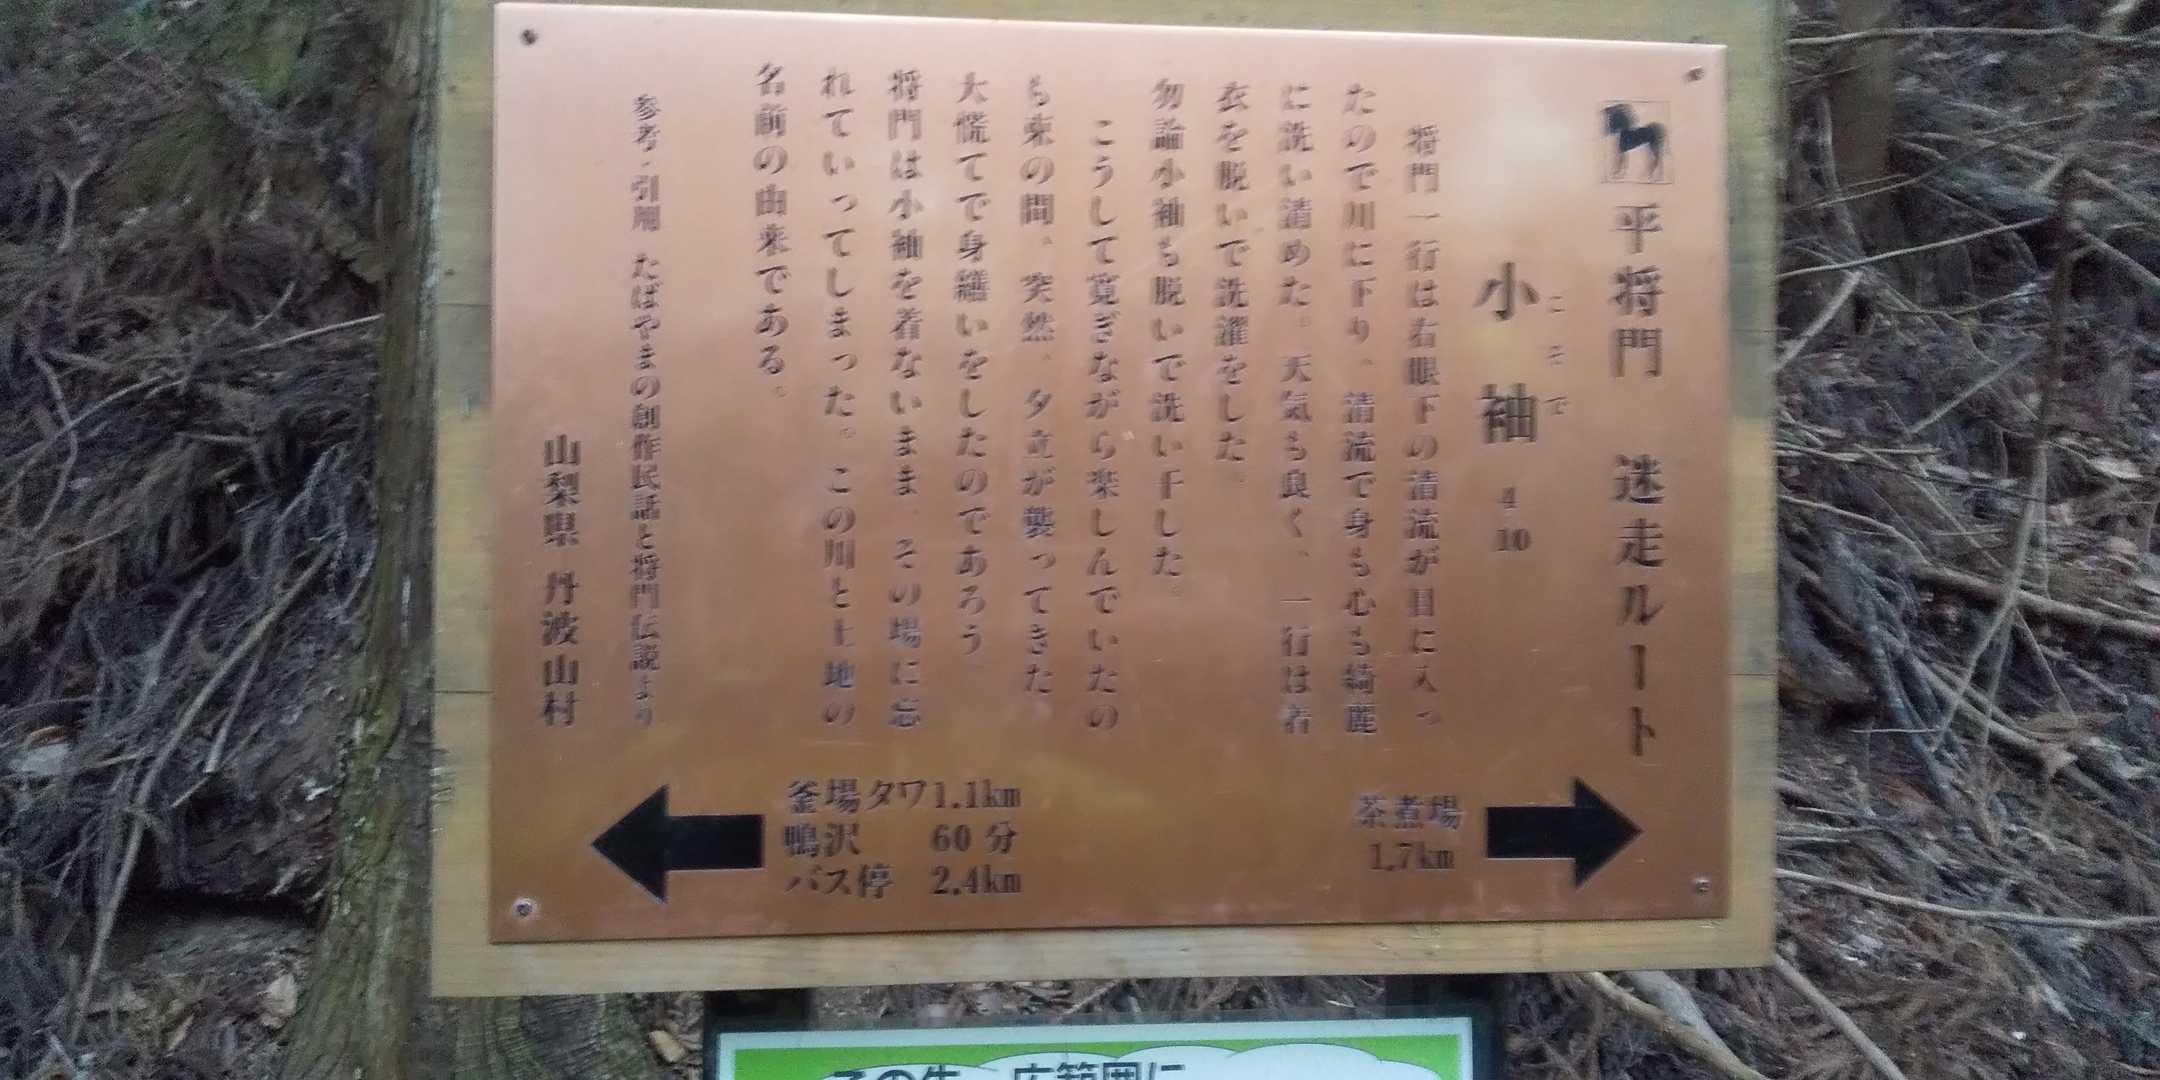 平将門 迷走ルート
こそで
小袖 4 10
将門一行は右眼下の清流が目に入っ
たので川に下り、清流で身も心も綺麗
に洗い清めた。天気も良く、一行は着
衣を脱いで洗濯をした。
勿論小袖も脱いで洗い干した。
こうして寛ぎながら楽しんでいたの
も束の間、突然、夕立が襲ってきた。
大慌てで身繕いをしたのであろう。
将門は小袖を着ないまま、その場に忘
れていってしまった。この川と土地の
名前の由来である。
参考・引用 たばやまの創作民話と将門伝説より
山梨県 丹波山村
茶煮場
1.7km
釜場タワ1.1km
鴨沢 60分
バス停 2.4km
この先、広範囲に